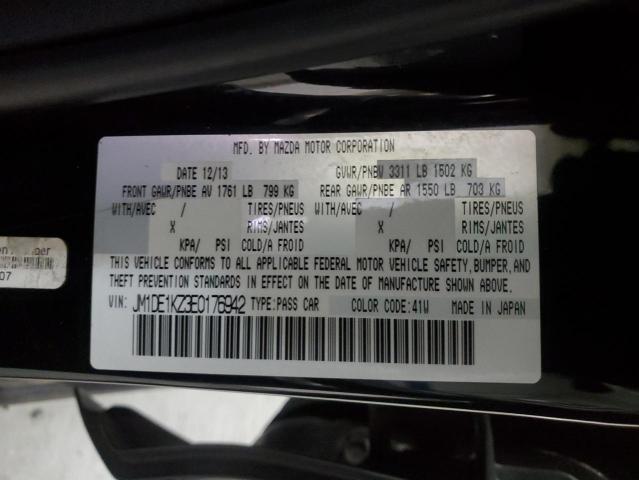 MFD. BY MAZDA MOTOR CORPORATION
DATE 12/13 GVWR/PNBV 3311 LB 1502 KG
FRONT GAWR/PNBE AV 1761 LB 799 KG REAR GAWR/PNBE AR 1550 LB 703 KG
WITH/AVEC / TIRES/PNEUS WITH/AVEC / TIRES/PNEUS
X RIMS/JANTES X RIMS/JANTES
KPA/ PSI COLD/A FROID KPA/ PSI COLD/A FROID
THIS VEHICLE CONFORMS TO ALL APPLICABLE FEDERAL MOTOR VEHICLE SAFETY, BUMPER, AND
THEFT PREVENTION STANDARDS IN EFFECT ON THE DATE OF MANUFACTURE SHOWN ABOVE.
VIN: JM1DE1KZ3E0176942 TYPE:PASS CAR COLOR CODE:41W MADE IN JAPAN
07